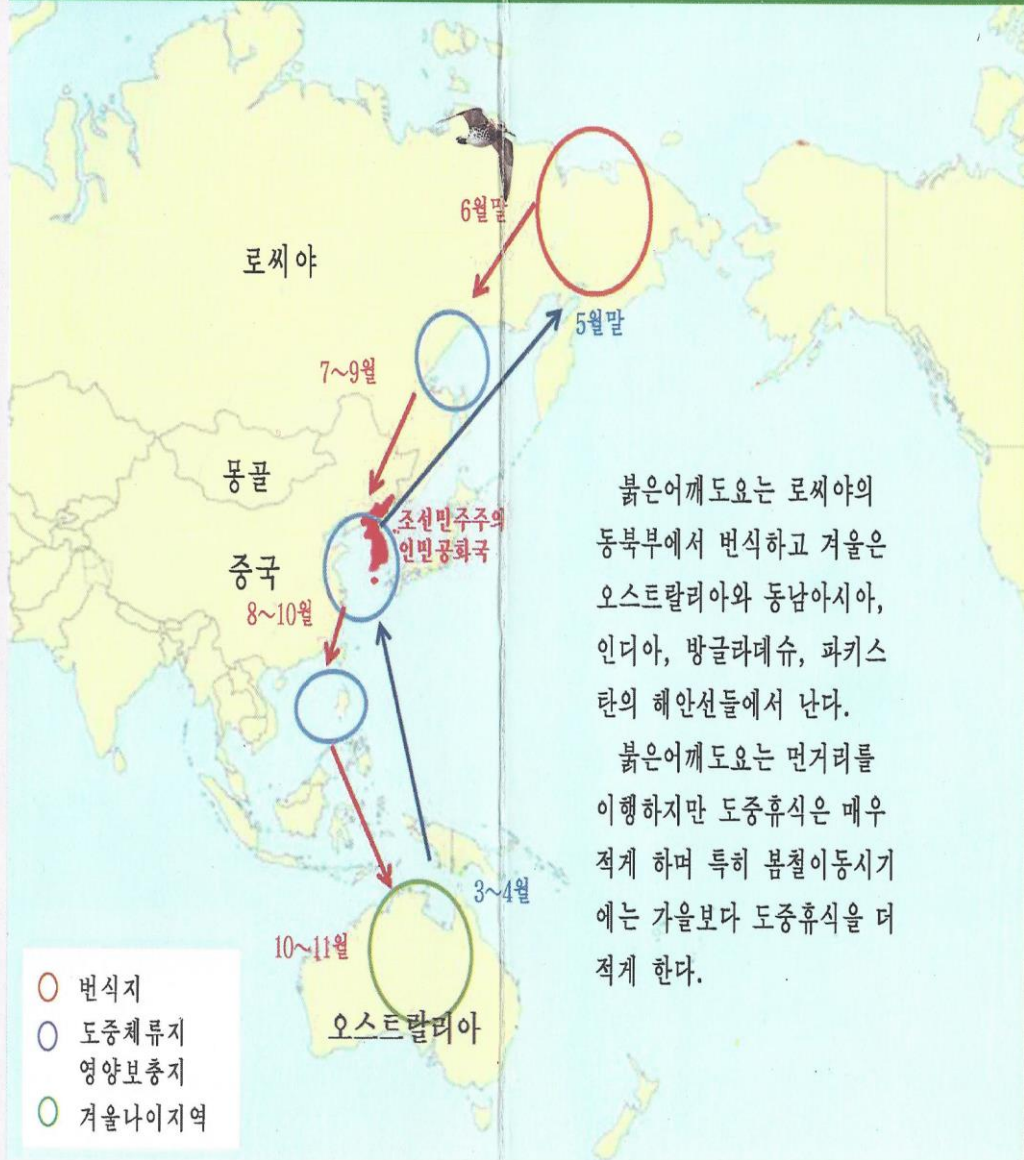 6월말
로씨야
5월말
7~9월
몽골
조선민주주의
인민공화국
중국
8~10월
3~4월
10~11월
오스트랄리아
붉은어깨도요는 로씨야의
동북부에서 번식하고 겨울은
오스트랄리아와 동남아시아,
인디아, 방글라데슈, 파키스
탄의 해안선들에서 난다.
붉은어깨도요는 먼거리를
이행하지만 도중휴식은 매우
적게 하며 특히 봄철이동시기
에는 가을보다 도중휴식을 더
적게 한다.
번식지
도중체류지
영양보충지
겨울나이지역